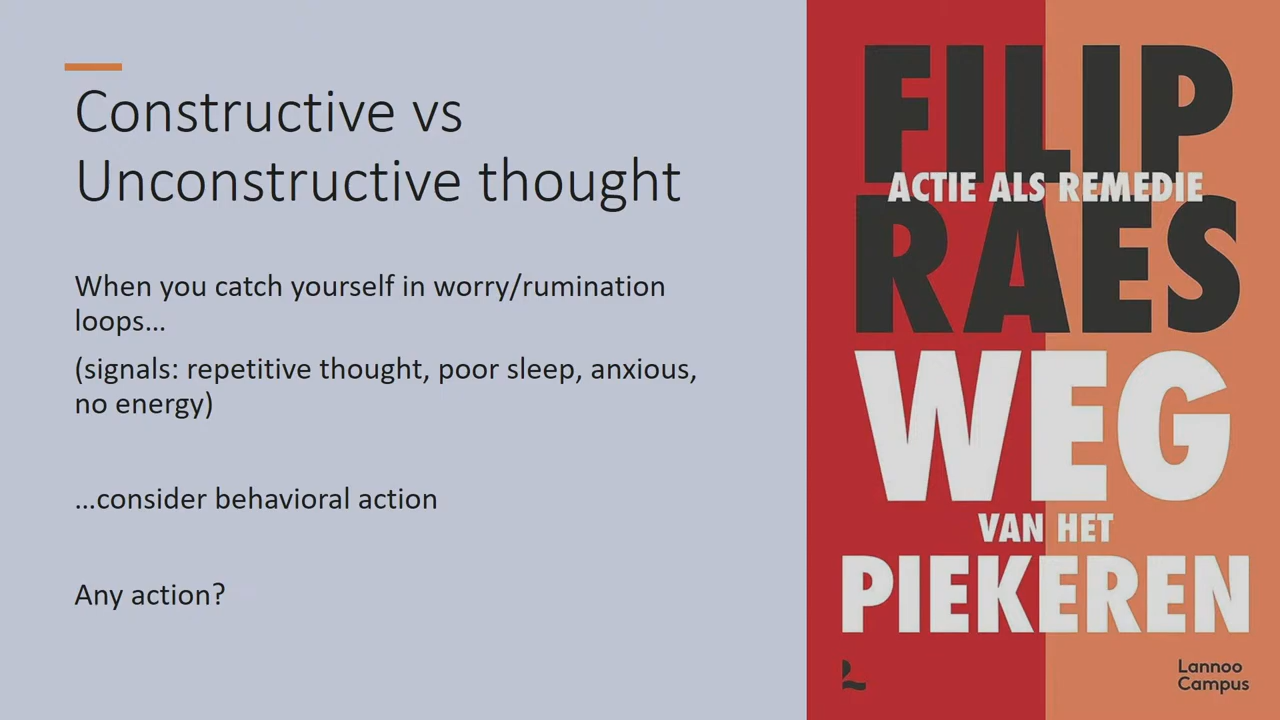 Constructive vs
Unconstructive thought
When you catch yourself in worry/rumination
loops...
(signals: repetitive thought, poor sleep, anxious,
no energy)
...consider behavioral action
Any action?
FILIP
ACTIE ALS REMEDIE
RAES
WEG
VAN HET
PIEKEREN
Lannoo
Campus